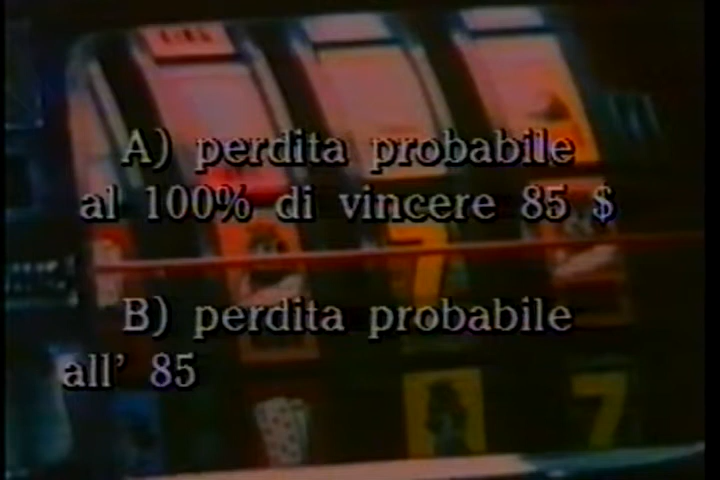 A) perdita probabile
al 100% di vincere 85 $
B) perdita probabile
all' 85